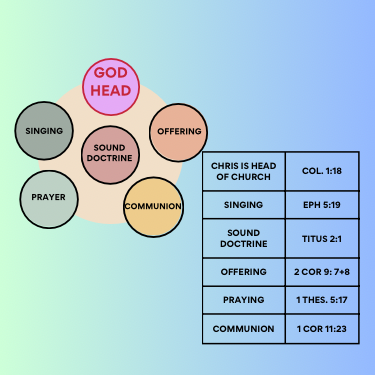 GOD
HEAD
SINGING
OFFERING
SOUND
DOCTRINE
PRAYER
COMMUNION
CHRIS IS HEAD
OF CHURCH
COL. 1:18
SINGING
EPH 5:19
SOUND
DOCTRINE
TITUS 2:1
OFFERING
2 COR 9: 7+8
PRAYING
1 THES. 5:17
COMMUNION
1 COR 11:23